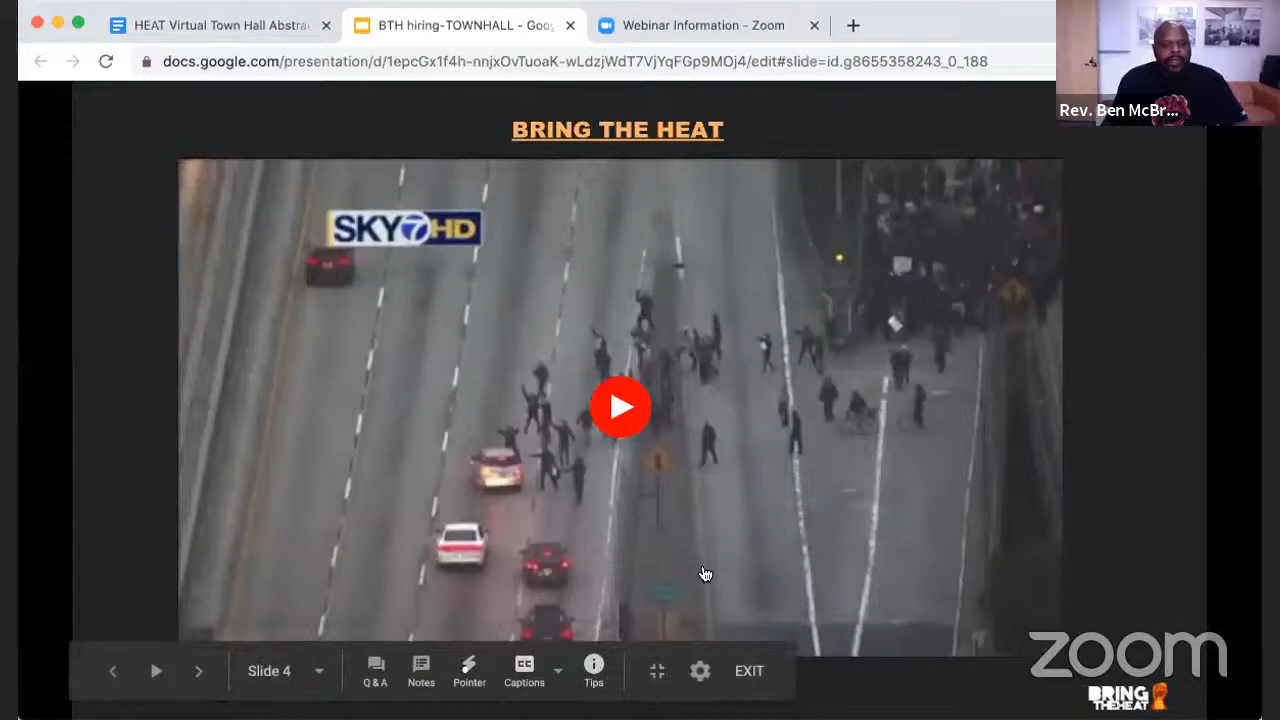 HEAT Virtual Town Hall Abstra
BTH hiring-TOWNHALL - Goog
Webinar Information - Zoom
docs.google.com/presentation/d/1epcGx1f4h-nnjxOvTuoaK-wLdzjWdT7VjYqFGp9MOj4/edit#slide=id.g8655358243_0_188
Rev. Ben McBr...
BRING THE HEAT
SKY7HD
Slide 4
Q & A
Notes
Pointer
CC
Captions
Tips
EXIT
zoom
BRING
THEHEAT